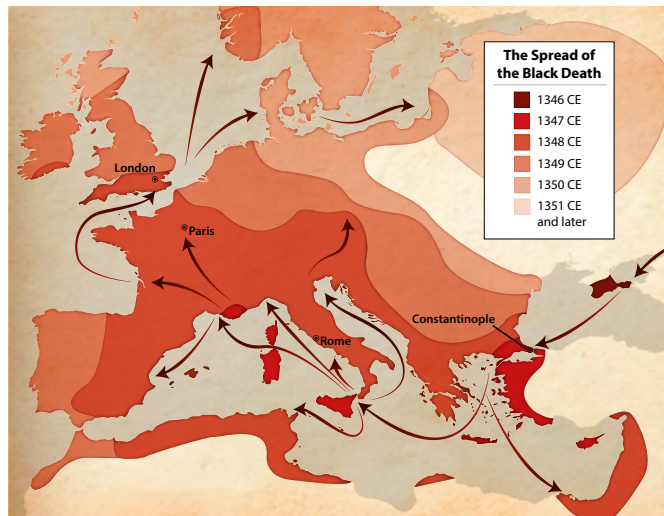 The Spread of
the Black Death
1346 CE
1347 CE
1348 CE
1349 CE
1350 CE
1351 CE
and later
London
Paris
Constantinople
Rome